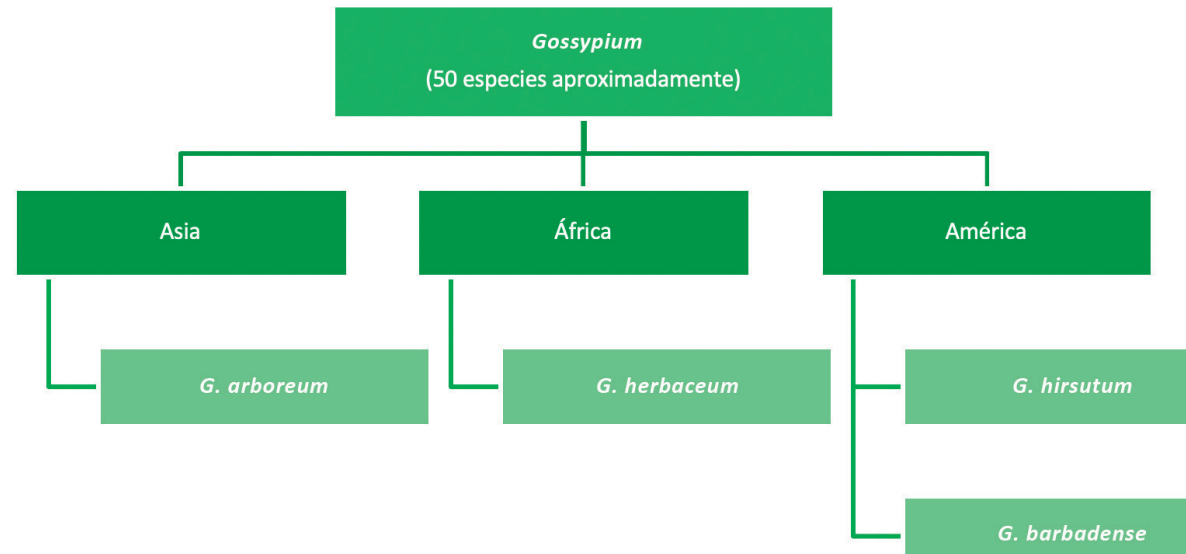 Gossypium
(50 especies aproximadamente)
Asia
África
América
G. arboreum
G. herbaceum
G. hirsutum
G. barbadense